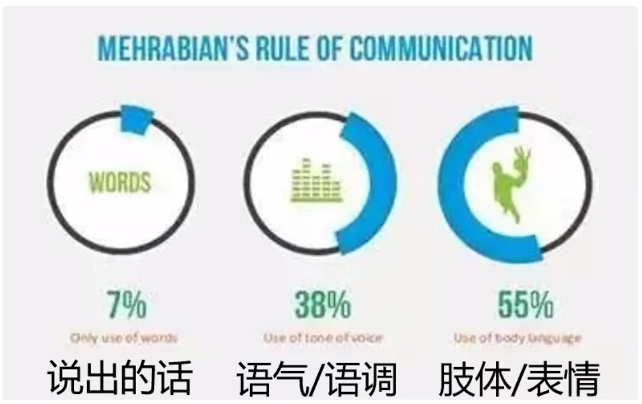 MEHRABIAN'S RULE OF COMMUNICATION
WORDS
7%
38%
55%
Only use of words
Use of tone of voice
Use of body language
说出的话
语气/语调
肢体/表情